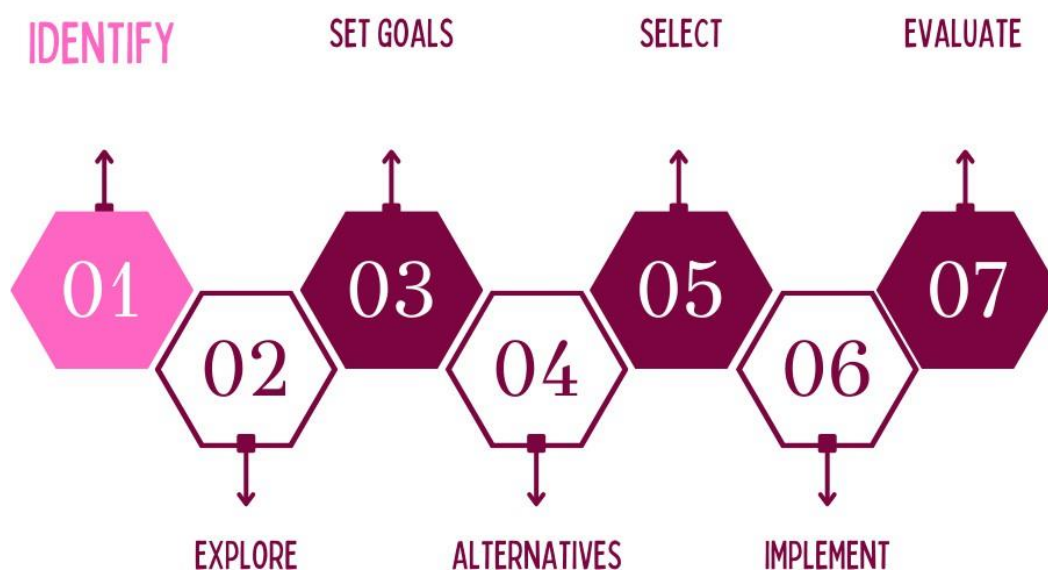 IDENTIFY
SET GOALS
SELECT
EVALUATE
01
03
05
07
02
04
06
EXPLORE
ALTERNATIVES
IMPLEMENT